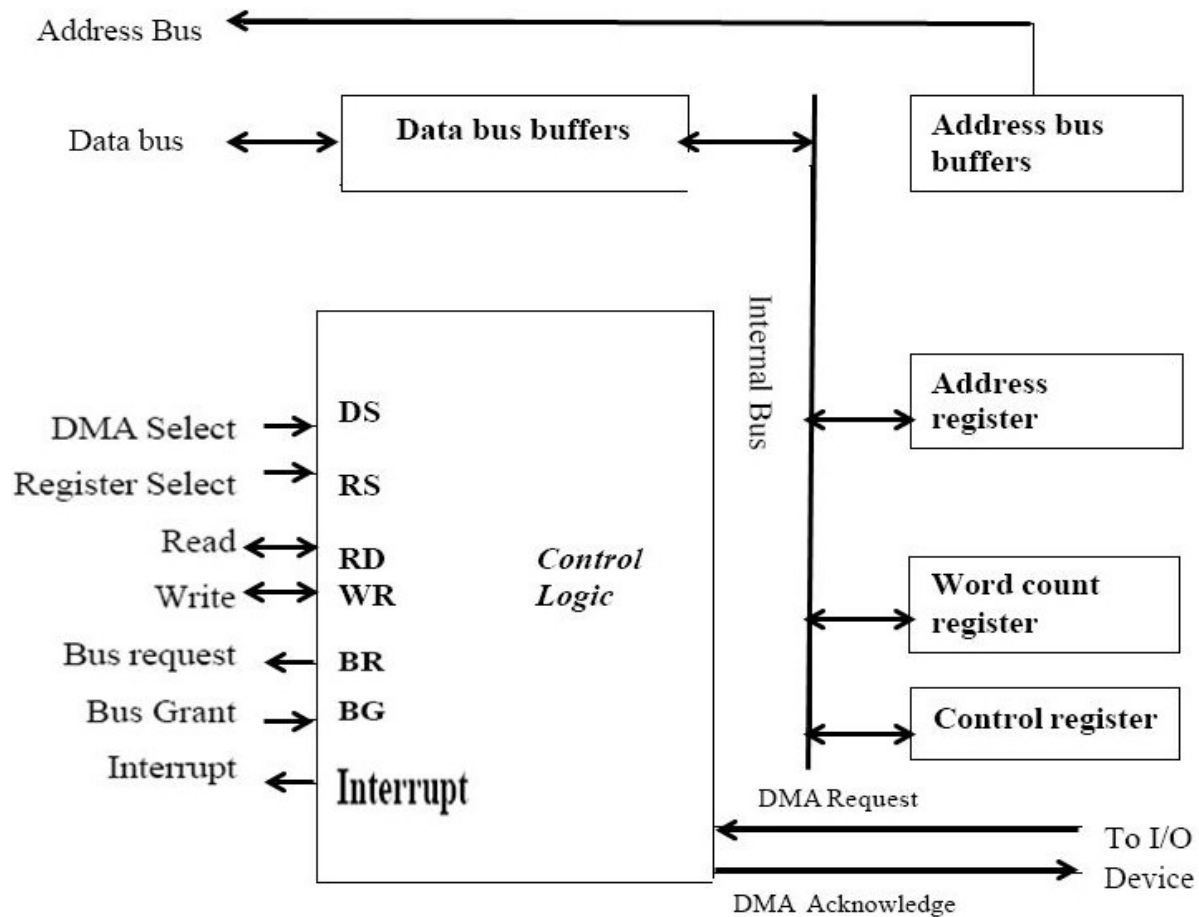 Address Bus
Data bus
Data bus buffers
Address bus
buffers
Internal Bus
Address
register
DMA Select
DS
Register Select
RS
Read
RD
Control
Write
WR
Logic
Word count
register
Bus request
BR
Bus Grant
BG
Control register
Interrupt
Interrupt
DMA Request
To I/O
Device
DMA Acknowledge